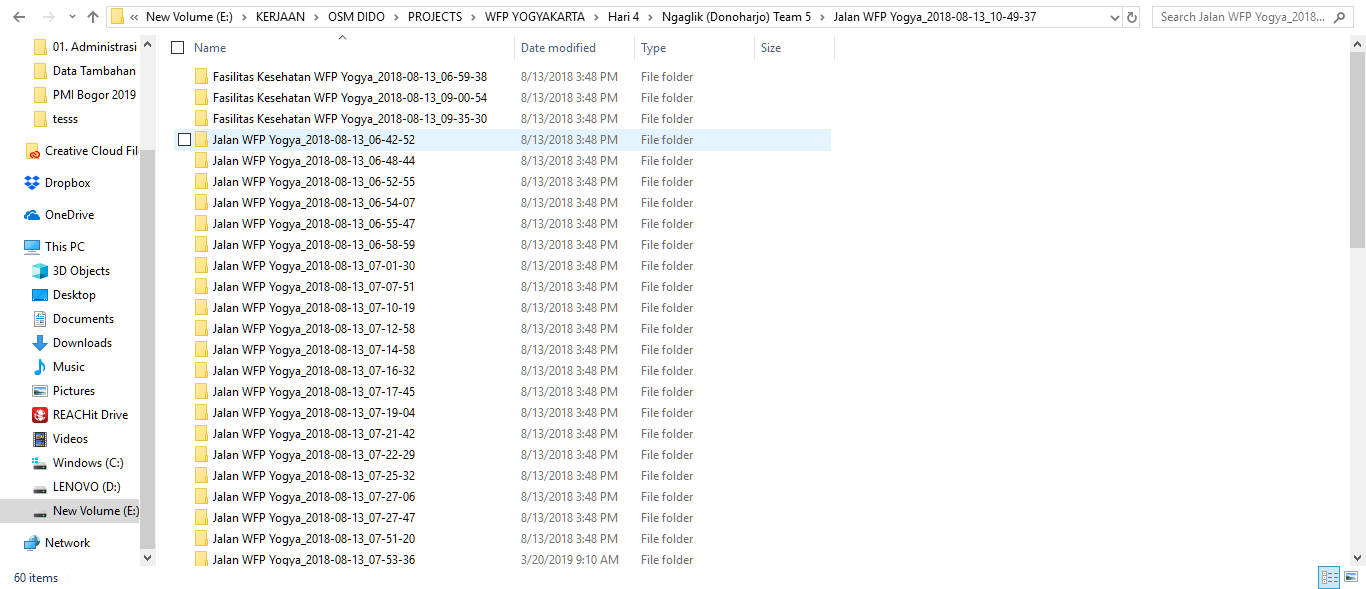 « New Volume (E:) › KERJAAN › OSM DIDO › PROJECTS › WFP YOGYAKARTA › Hari 4 › Ngaglik (Donoharjo) Team 5 › Jalan WFP Yogya_2018-08-13_10-49-37
Search Jalan WFP Yogya_2018...
01. Administrasi
Data Tambahan
PMI Bogor 2019
tesss
Creative Cloud Fil
Dropbox
OneDrive
This PC
3D Objects
Desktop
Documents
Downloads
Music
Pictures
REACHit Drive
Videos
Windows (C:)
LENOVO (D:)
New Volume (E:)
Network
Name Date modified Type Size
Fasilitas Kesehatan WFP Yogya_2018-08-13_06-59-38 8/13/2018 3:48 PM File folder
Fasilitas Kesehatan WFP Yogya_2018-08-13_09-00-54 8/13/2018 3:48 PM File folder
Fasilitas Kesehatan WFP Yogya_2018-08-13_09-35-30 8/13/2018 3:48 PM File folder
Jalan WFP Yogya_2018-08-13_06-42-52 8/13/2018 3:48 PM File folder
Jalan WFP Yogya_2018-08-13_06-48-44 8/13/2018 3:48 PM File folder
Jalan WFP Yogya_2018-08-13_06-52-55 8/13/2018 3:48 PM File folder
Jalan WFP Yogya_2018-08-13_06-54-07 8/13/2018 3:48 PM File folder
Jalan WFP Yogya_2018-08-13_06-55-47 8/13/2018 3:48 PM File folder
Jalan WFP Yogya_2018-08-13_06-58-59 8/13/2018 3:48 PM File folder
Jalan WFP Yogya_2018-08-13_07-01-30 8/13/2018 3:48 PM File folder
Jalan WFP Yogya_2018-08-13_07-07-51 8/13/2018 3:48 PM File folder
Jalan WFP Yogya_2018-08-13_07-10-19 8/13/2018 3:48 PM File folder
Jalan WFP Yogya_2018-08-13_07-12-58 8/13/2018 3:48 PM File folder
Jalan WFP Yogya_2018-08-13_07-14-58 8/13/2018 3:48 PM File folder
Jalan WFP Yogya_2018-08-13_07-16-32 8/13/2018 3:48 PM File folder
Jalan WFP Yogya_2018-08-13_07-17-45 8/13/2018 3:48 PM File folder
Jalan WFP Yogya_2018-08-13_07-19-04 8/13/2018 3:48 PM File folder
Jalan WFP Yogya_2018-08-13_07-21-42 8/13/2018 3:48 PM File folder
Jalan WFP Yogya_2018-08-13_07-22-29 8/13/2018 3:48 PM File folder
Jalan WFP Yogya_2018-08-13_07-25-32 8/13/2018 3:48 PM File folder
Jalan WFP Yogya_2018-08-13_07-27-06 8/13/2018 3:48 PM File folder
Jalan WFP Yogya_2018-08-13_07-27-47 8/13/2018 3:48 PM File folder
Jalan WFP Yogya_2018-08-13_07-51-20 8/13/2018 3:48 PM File folder
Jalan WFP Yogya_2018-08-13_07-53-36 3/20/2019 9:10 AM File folder
60 items